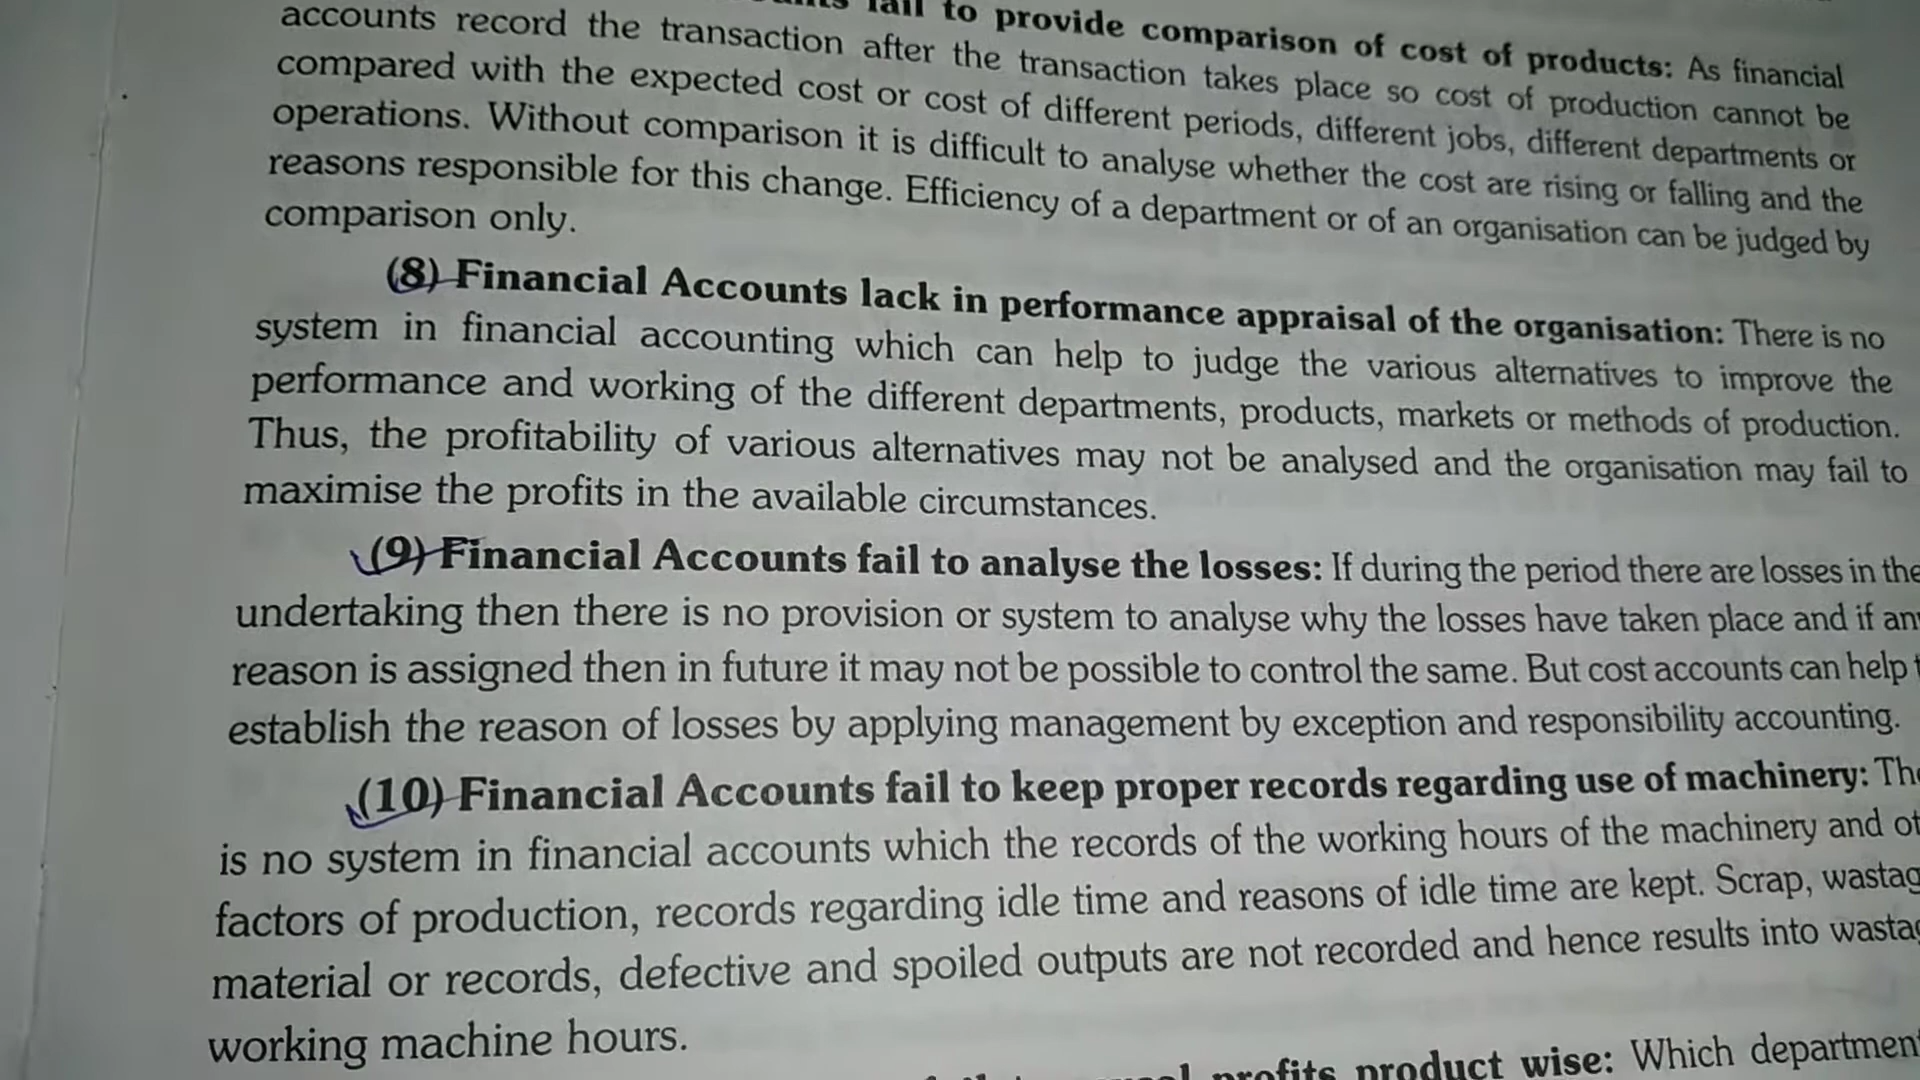 fail to provide comparison of cost of products: As financial
accounts record the transaction after the transaction takes place so cost of production cannot be
compared with the expected cost or cost of different periods, different jobs, different departments or
operations. Without comparison it is difficult to analyse whether the cost are rising or falling and the
reasons responsible for this change. Efficiency of a department or of an organisation can be judged by
comparison only.
(8) Financial Accounts lack in performance appraisal of the organisation: There is no
system in financial accounting which can help to judge the various alternatives to improve the
performance and working of the different departments, products, markets or methods of production.
Thus, the profitability of various alternatives may not be analysed and the organisation may fail to
maximise the profits in the available circumstances.
(9) Financial Accounts fail to analyse the losses: If during the period there are losses in the
undertaking then there is no provision or system to analyse why the losses have taken place and if
reason is assigned then in future it may not be possible to control the same. But cost accounts can help
establish the reason of losses by applying management by exception and responsibility accounting.
(10) Financial Accounts fail to keep proper records regarding use of machinery:
is no system in financial accounts which the records of the working hours of the machinery and
factors of production, records regarding idle time and reasons of idle time are kept. Scrap,
material or records, defective and spoiled outputs are not recorded and hence results into
working machine hours.
profits product wise: Which